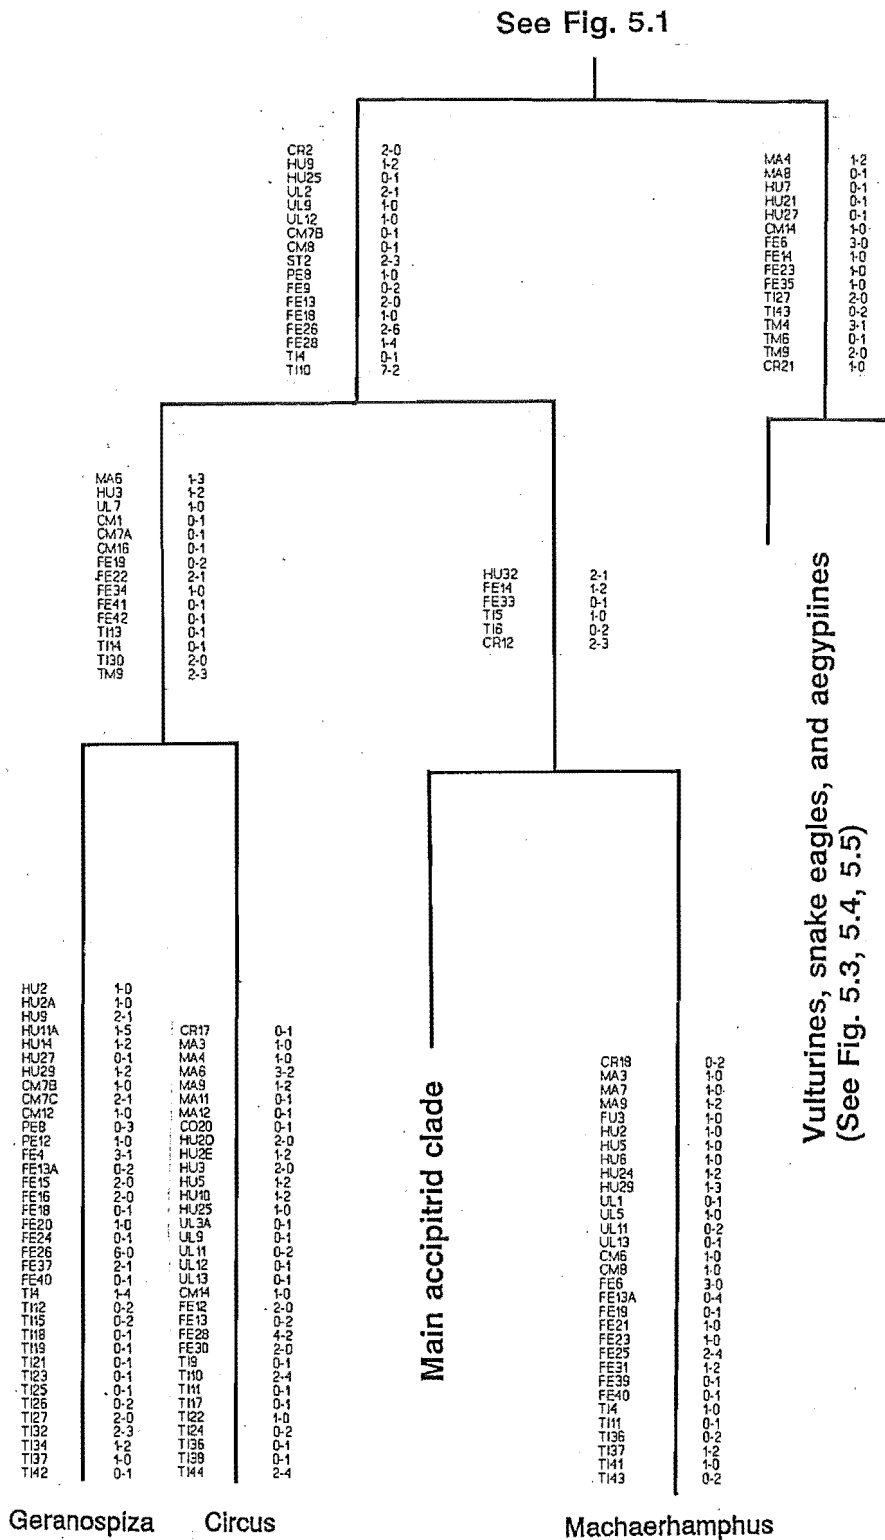 See Fig. 5.1
CR2 2-0
HU9 1-2
HU25 0-1
UL2 2-1
UL9 1-0
UL12 1-0
CM7B 0-1
CM8 0-1
ST2 2-3
PE8 1-0
FE9 0-2
FE13 2-0
FE18 1-0
FE26 2-6
FE28 1-4
TI4 0-1
TI10 7-2
MA4 1-2
MA8 0-1
HU7 0-1
HU21 0-1
HU27 0-1
CM14 1-0
FE6 3-0
FE14 1-0
FE23 1-0
FE35 1-0
TI27 2-0
TI43 0-2
TM4 3-1
TM6 0-1
TM9 2-0
CR21 1-0
MA6 1-3
HU3 1-2
UL7 1-0
CM1 0-1
CM7A 0-1
CM16 0-1
FE19 0-2
FE22 2-1
FE34 1-0
FE41 0-1
FE42 0-1
TI13 0-1
TI14 0-1
TI30 2-0
TM9 2-3
HU32 2-1
FE14 1-2
FE33 0-1
TI5 1-0
TI6 0-2
CR12 2-3
Vulturines, snake eagles, and aegypiines
(See Fig. 5.3, 5.4, 5.5)
HU2 1-0
HU2A 1-0
HU9 2-1
HU11A 1-5
HU14 1-2
HU27 0-1
HU29 1-2
CM7B 1-0
CM7C 2-1
CM12 1-0
PE8 0-3
PE12 1-0
FE4 3-1
FE13A 0-2
FE15 2-0
FE16 2-0
FE18 0-1
FE20 1-0
FE24 0-1
FE26 6-0
FE37 2-1
FE40 0-1
TI4 1-4
TI12 0-2
TI15 0-2
TI18 0-1
TI19 0-1
TI21 0-1
TI23 0-1
TI25 0-1
TI26 0-2
TI27 2-0
TI32 2-3
TI34 1-2
TI37 1-0
TI42 0-1
CR17 0-1
MA3 1-0
MA4 1-0
MA6 3-2
MA9 1-2
MA11 0-1
MA12 0-1
CO20 0-1
HU2D 2-0
HU2E 1-2
HU3 2-0
HU5 1-2
HU10 1-2
HU25 1-0
UL3A 0-1
UL9 0-1
UL11 0-2
UL12 0-1
UL13 0-1
CM14 1-0
FE12 2-0
FE13 0-2
FE28 4-2
FE30 2-0
TI9 0-1
TI10 2-4
TI11 0-1
TI17 0-1
TI22 1-0
TI24 0-2
TI36 0-1
TI39 0-1
TI44 2-4
Main accipitrid clade
CR18 0-2
MA3 1-0
MA7 1-0
MA9 1-2
FU3 1-0
HU2 1-0
HU5 1-0
HU6 1-0
HU24 1-2
HU29 1-3
UL1 0-1
UL5 1-0
UL11 0-2
UL13 0-1
CM6 1-0
CM8 1-0
FE6 3-0
FE13A 0-4
FE19 0-1
FE21 1-0
FE23 1-0
FE25 2-4
FE31 1-2
FE39 0-1
FE40 0-1
TI4 1-0
TI11 0-1
TI36 0-2
TI37 1-2
TI41 1-0
TI43 0-2
Geranospiza Circus Machaerhamphus